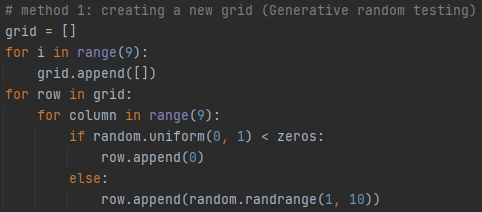 # method 1: creating a new grid (Generative random testing)
grid = []
for i in range(9):
    grid.append([])
for row in grid:
    for column in range(9):
        if random.uniform(0, 1) < zeros:
            row.append(0)
        else:
            row.append(random.randrange(1, 10))